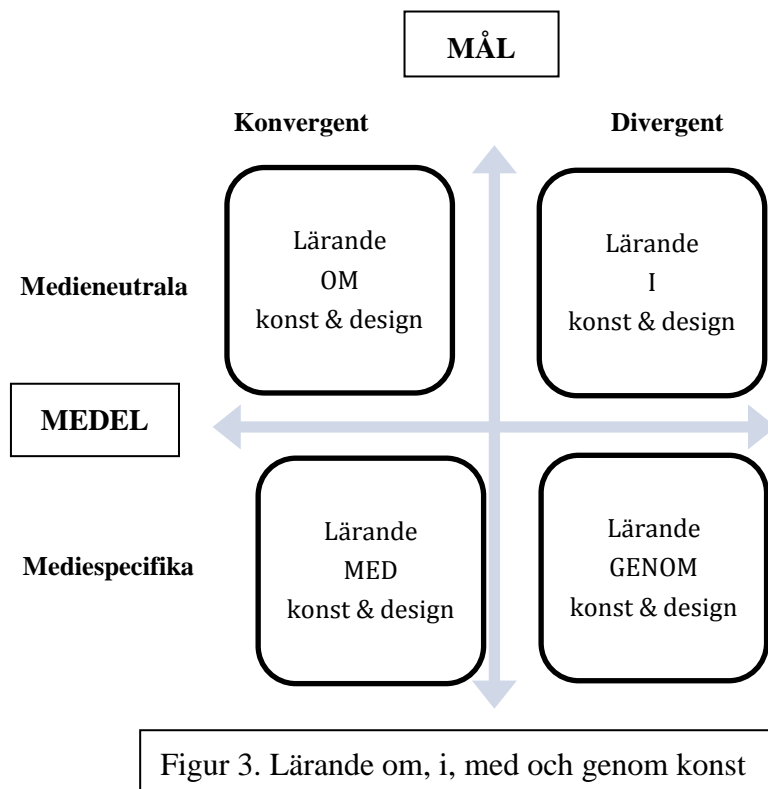 MÅL
Konvergent Divergent
Medieneutrala
Lärande
OM
konst & design
Lärande
I
konst & design
MEDEL
Mediespecifika
Lärande
MED
konst & design
Lärande
GENOM
konst & design
Figur 3. Lärande om, i, med och genom konst